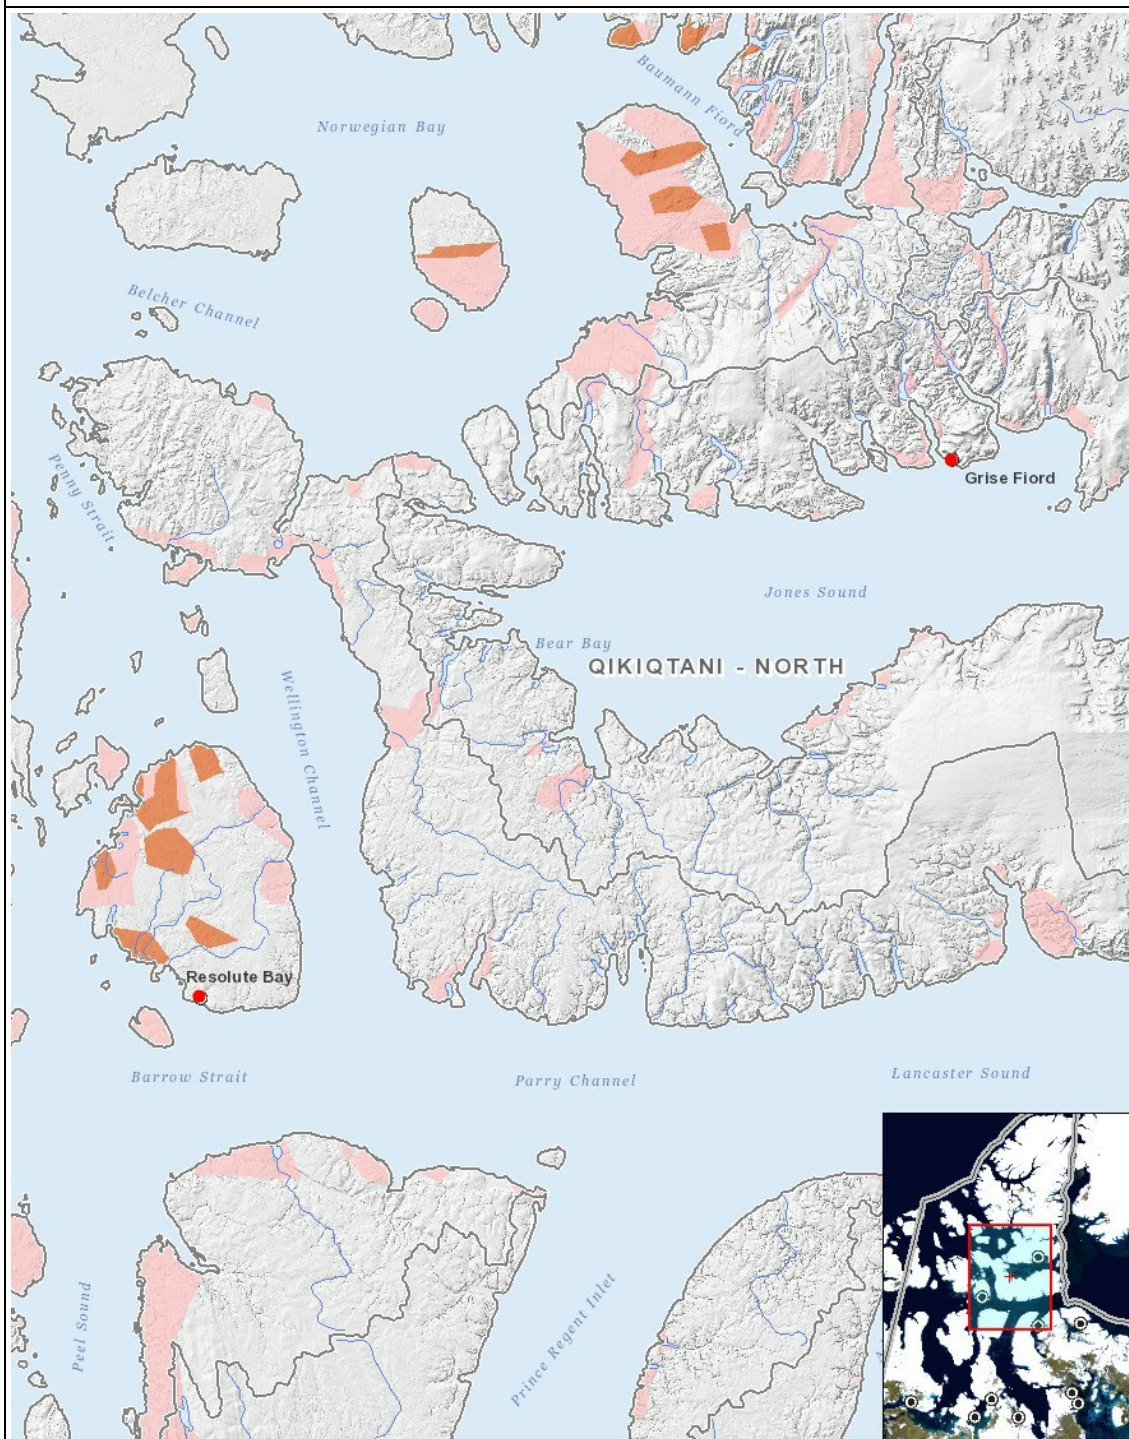 Baumann Fiord
Norwegian Bay
Belcher Channel
Penny Strait
Grise Fiord
Jones Sound
Bear Bay
QIKIQTANI - NORTH
Wellington Channel
Resolute Bay
Barrow Strait
Parry Channel
Lancaster Sound
Peel Sound
Prince Regent Inlet